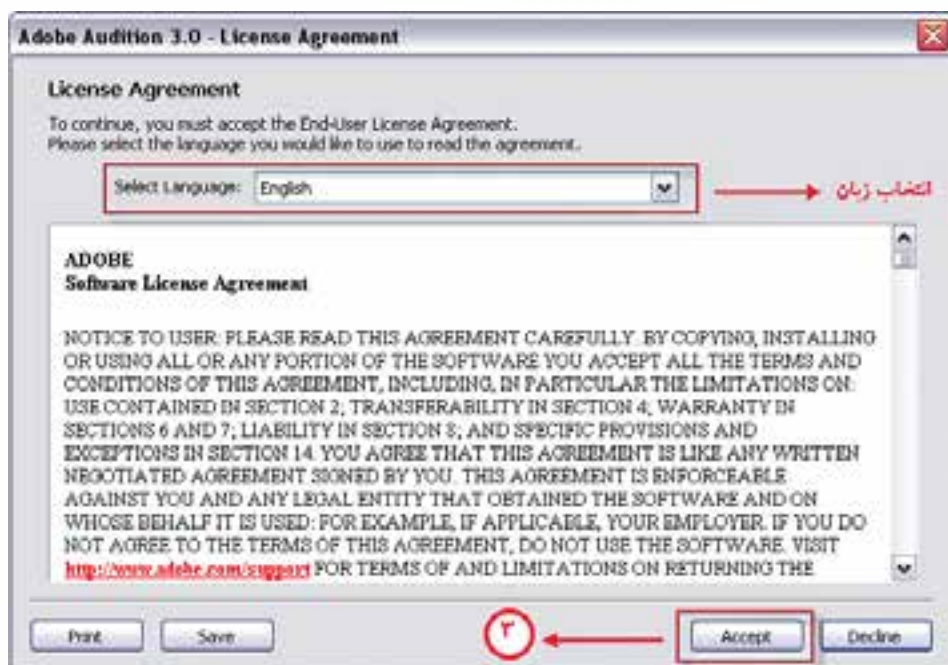 Adobe Audition 3.0 - License Agreement
License Agreement
To continue, you must accept the End-User License Agreement.
Please select the language you would like to use to read the agreement.
Select Language: English
انتخاب زبان
ADOBE
Software License Agreement
NOTICE TO USER: PLEASE READ THIS AGREEMENT CAREFULLY. BY COPYING, INSTALLING
OR USING ALL OR ANY PORTION OF THE SOFTWARE YOU ACCEPT ALL THE TERMS AND
CONDITIONS OF THIS AGREEMENT, INCLUDING, IN PARTICULAR THE LIMITATIONS ON:
USE CONTAINED IN SECTION 2; TRANSFERABILITY IN SECTION 4; WARRANTY IN
SECTIONS 6 AND 7; LIABILITY IN SECTION 8; AND SPECIFIC PROVISIONS AND
EXCEPTIONS IN SECTION 14. YOU AGREE THAT THIS AGREEMENT IS LIKE ANY WRITTEN
NEGOTIATED AGREEMENT SIGNED BY YOU. THIS AGREEMENT IS ENFORCEABLE
AGAINST YOU AND ANY LEGAL ENTITY THAT OBTAINED THE SOFTWARE AND ON
WHOSE BEHALF IT IS USED: FOR EXAMPLE, IF APPLICABLE, YOUR EMPLOYER. IF YOU DO
NOT AGREE TO THE TERMS OF THIS AGREEMENT, DO NOT USE THE SOFTWARE. VISIT
http://www.adobe.com/support FOR TERMS OF AND LIMITATIONS ON RETURNING THE
Print Save ۳ Accept Decline